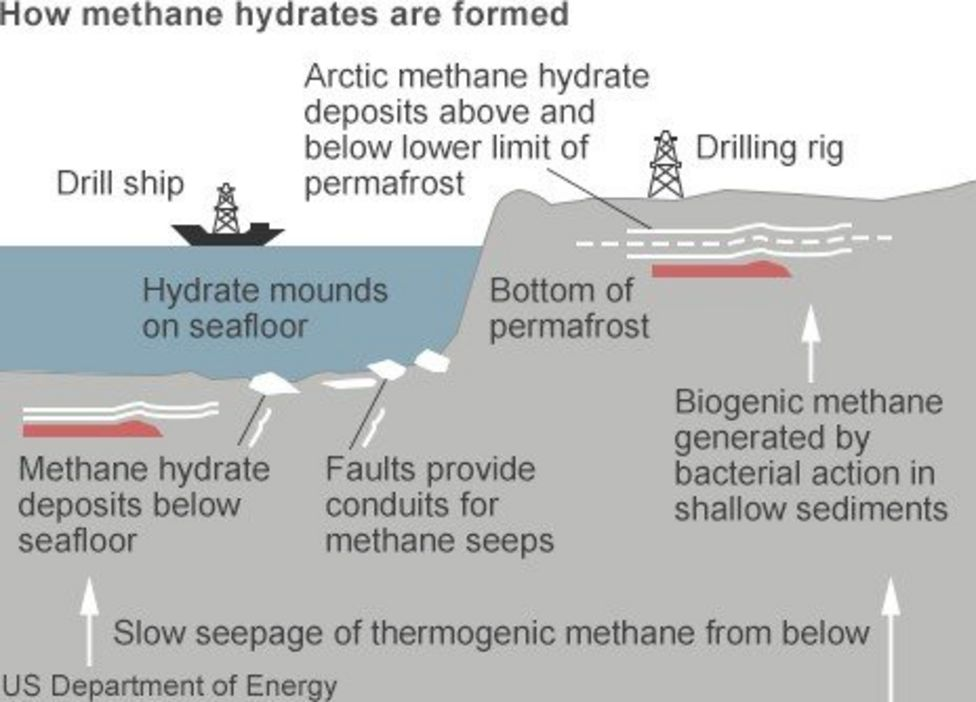 How methane hydrates are formed
Arctic methane hydrate
deposits above and
below lower limit of
permafrost
Drilling rig
Drill ship
Hydrate mounds
on seafloor
Bottom of
permafrost
Biogenic methane
generated by
bacterial action in
shallow sediments
Methane hydrate
deposits below
seafloor
Faults provide
conduits for
methane seeps
Slow seepage of thermogenic methane from below
US Department of Energy